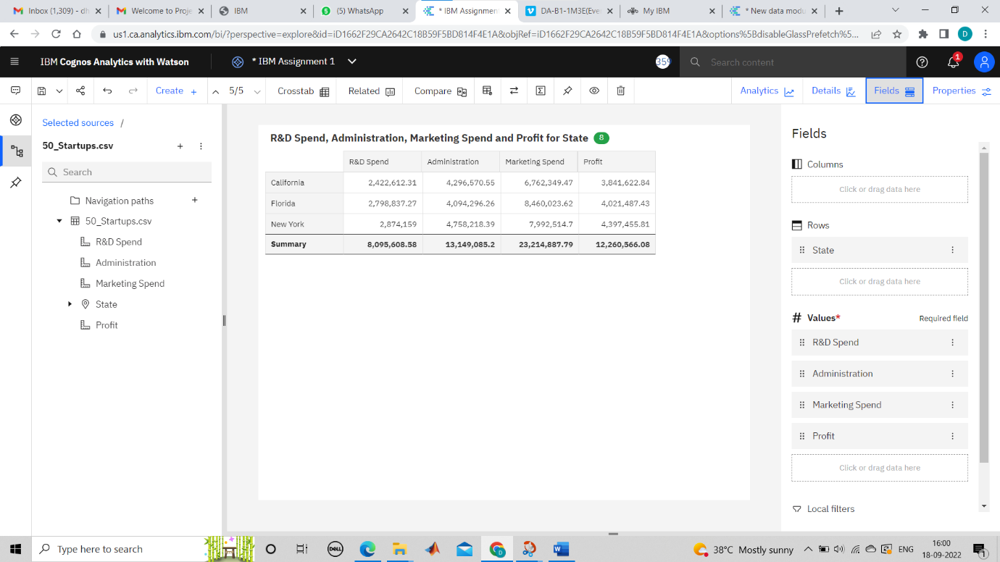 Inbox (1,309) - dh
Welcome to Proje
IBM
(5) WhatsApp
* IBM Assignmen
DA-B1-1M3E(Eve
My IBM
* New data modu
us1.ca.analytics.ibm.com/bi/?perspective=explore&id=iD1662F29CA2642C18B59F5BD814F4E1A&objRef=iD1662F29CA2642C18B59F5BD814F4E1A&options%5BdisableGlassPrefetch%5...
D
IBM Cognos Analytics with Watson
* IBM Assignment 1
359
Search content
1
Create +
5/5
Crosstab
Related
Compare
Analytics
Details
Fields
Properties
Selected sources /
50_Startups.csv
Search
Navigation paths
50_Startups.csv
R&D Spend
Administration
Marketing Spend
State
Profit
R&D Spend, Administration, Marketing Spend and Profit for State 8
R&D Spend Administration Marketing Spend Profit
California 2,422,612.31 4,296,570.55 6,762,349.47 3,841,622.84
Florida 2,798,837.27 4,094,296.26 8,460,023.62 4,021,487.43
New York 2,874,159 4,758,218.39 7,992,514.7 4,397,455.81
Summary 8,095,608.58 13,149,085.2 23,214,887.79 12,260,566.08
Fields
Columns
Click or drag data here
Rows
State
Click or drag data here
# Values* Required field
R&D Spend
Administration
Marketing Spend
Profit
Click or drag data here
Local filters
Type here to search
DELL
D
W
38°C Mostly sunny
ENG
16:00
18-09-2022
1